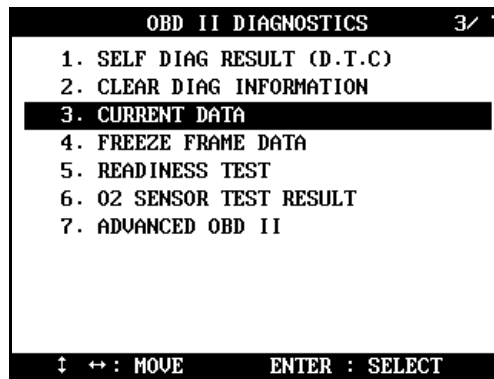 OBD II DIAGNOSTICS 3/
1. SELF DIAG RESULT (D.T.C)
2. CLEAR DIAG INFORMATION
3. CURRENT DATA
4. FREEZE FRAME DATA
5. READINESS TEST
6. O2 SENSOR TEST RESULT
7. ADVANCED OBD II
↕ ↔: MOVE ENTER : SELECT